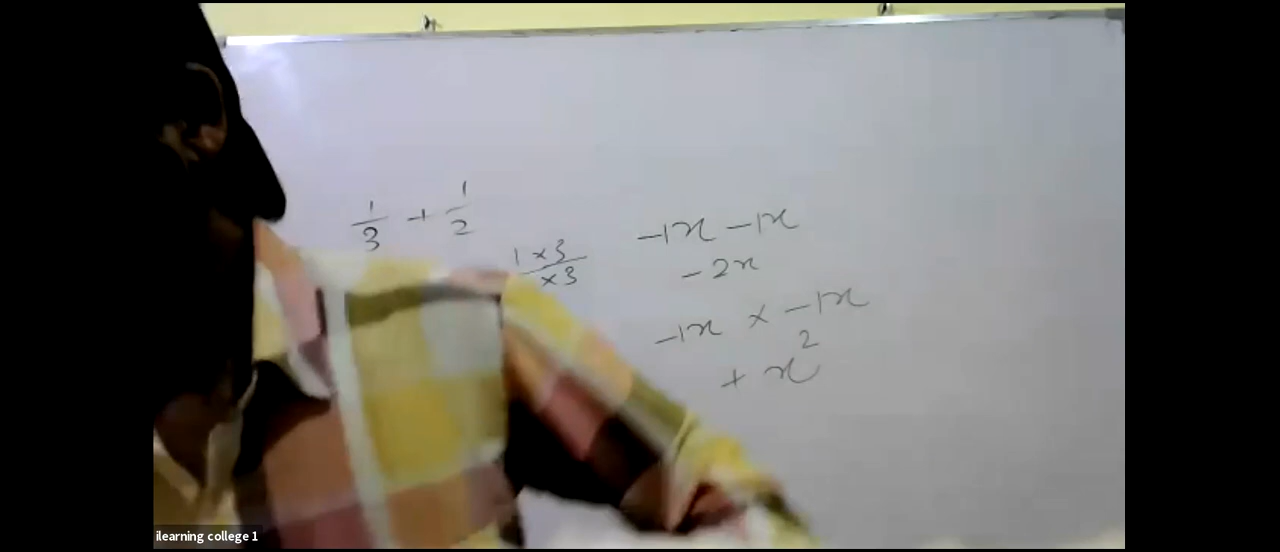 1/3 + 1/2
1 × 3
× 3
-1x -1x
-2x
-1x × -1x
+ x²
ilearning college 1